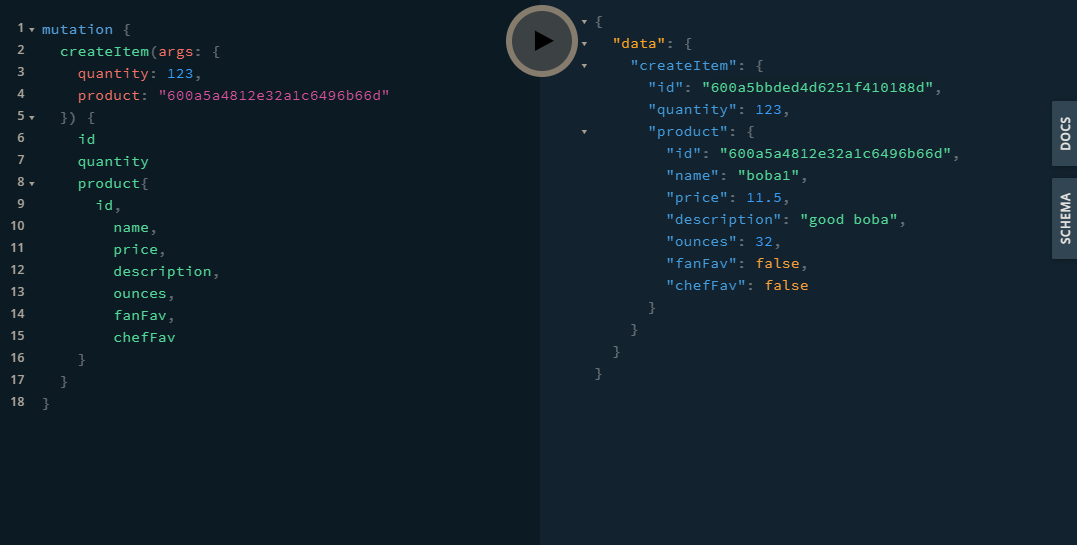 1 mutation {
2 createItem(args: {
3 quantity: 123,
4 product: "600a5a4812e32a1c6496b66d"
5 }) {
6 id
7 quantity
8 product{
9 id,
10 name,
11 price,
12 description,
13 ounces,
14 fanFav,
15 chefFav
16 }
17 }
18 }
{
"data": {
"createItem": {
"id": "600a5bbded4d6251f410188d",
"quantity": 123,
"product": {
"id": "600a5a4812e32a1c6496b66d",
"name": "boba1",
"price": 11.5,
"description": "good boba",
"ounces": 32,
"fanFav": false,
"chefFav": false
}
}
}
}
DOCS
SCHEMA